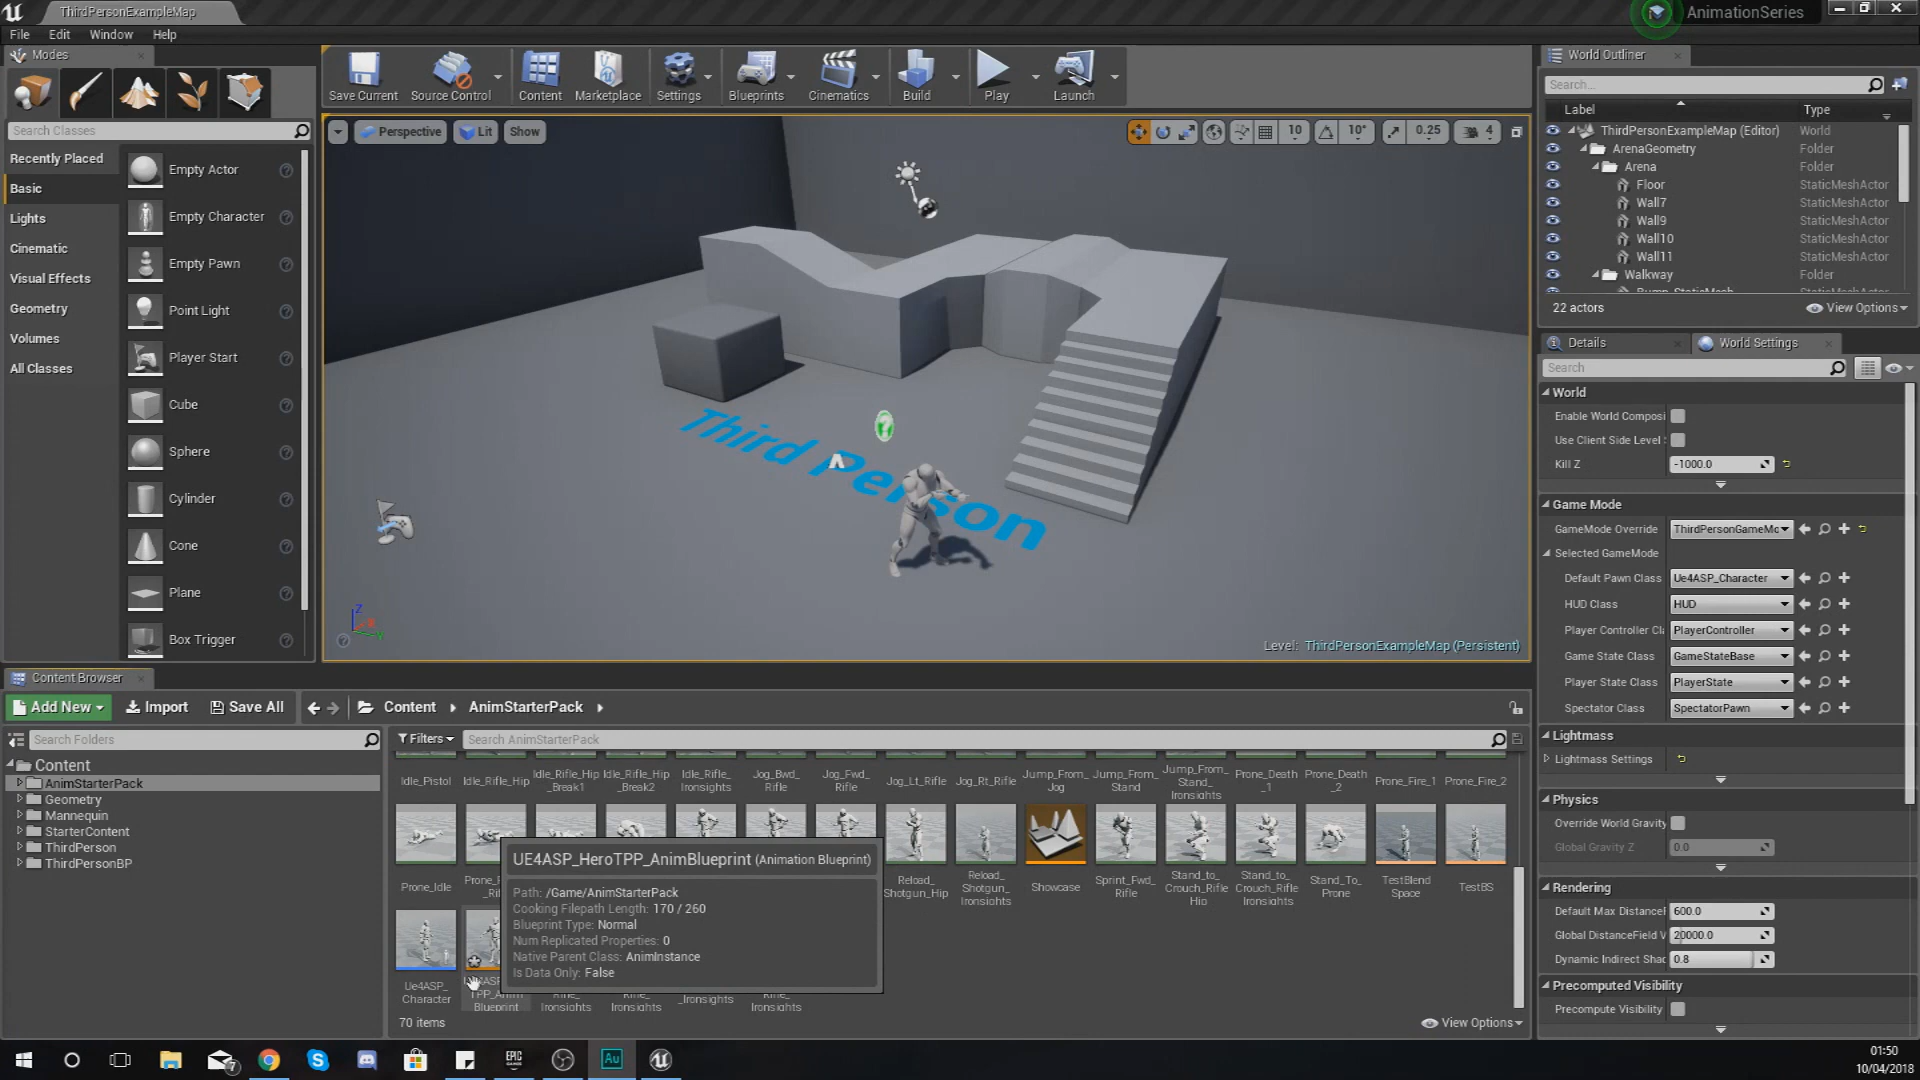 ThirdPersonExampleMap
AnimationSeries
File Edit Window Help
Modes
Search Classes
Recently Placed
Basic
Lights
Cinematic
Visual Effects
Geometry
Volumes
All Classes
Empty Actor
Empty Character
Empty Pawn
Point Light
Player Start
Cube
Sphere
Cylinder
Cone
Plane
Box Trigger
Save Current Source Control Content Marketplace Settings Blueprints Cinematics Build Play Launch
Perspective Lit Show
10 10° 0.25 4
Third Person
Level: ThirdPersonExampleMap (Persistent)
World Outliner
Search...
Label Type
ThirdPersonExampleMap (Editor) World
ArenaGeometry Folder
Arena Folder
Floor StaticMeshActor
Wall7 StaticMeshActor
Wall9 StaticMeshActor
Wall10 StaticMeshActor
Wall11 StaticMeshActor
Walkway Folder
22 actors View Options
Details World Settings
Search
World
Enable World Composi
Use Client Side Level
Kill Z -1000.0
Game Mode
GameMode Override ThirdPersonGameMc
Selected GameMode
Default Pawn Class Ue4ASP_Character
HUD Class HUD
Player Controller Cl PlayerController
Game State Class GameStateBase
Player State Class PlayerState
Spectator Class SpectatorPawn
Lightmass
Lightmass Settings
Physics
Override World Gravity
Global Gravity Z 0.0
Rendering
Default Max Distance 600.0
Global DistanceField V 20000.0
Dynamic Indirect Shac 0.8
Precomputed Visibility
Precompute Visibility
Content Browser
Add New Import Save All Content AnimStarterPack
Search Folders
Content
AnimStarterPack
Geometry
Mannequin
StarterContent
ThirdPerson
ThirdPersonBP
Filters Search AnimStarterPack
Idle_Pistol Idle_Rifle_Hip Idle_Rifle_Hip _Break1 Idle_Rifle_Hip _Break2 Idle_Rifle_ Ironsights Jog_Bwd_ Rifle Jog_Fwd_ Rifle Jog_Lt_Rifle Jog_Rt_Rifle Jump_From_ Jog Jump_From_ Stand Jump_From_ Stand_ Ironsights Prone_Death _1 Prone_Death _2 Prone_Fire_1 Prone_Fire_2
Prone_Idle Reload_ Shotgun_Hip Reload_ Shotgun_ Ironsights Showcase Sprint_Fwd_ Rifle Stand_to_ Crouch_Rifle Hip Stand_to_ Crouch_Rifle_ Ironsights Stand_To_ Prone TestBlend Space TestBS
UE4ASP_HeroTPP_AnimBlueprint (Animation Blueprint)
Path: /Game/AnimStarterPack
Cooking Filepath Length: 170 / 260
Blueprint Type: Normal
Num Replicated Properties: 0
Native Parent Class: AnimInstance
Is Data Only: False
Ue4ASP_ Character TPP_Anim Blueprint Ironsights Ironsights _Ironsights Ironsights
70 items View Options
7
EPIC GAMES
Au
01:50
10/04/2018